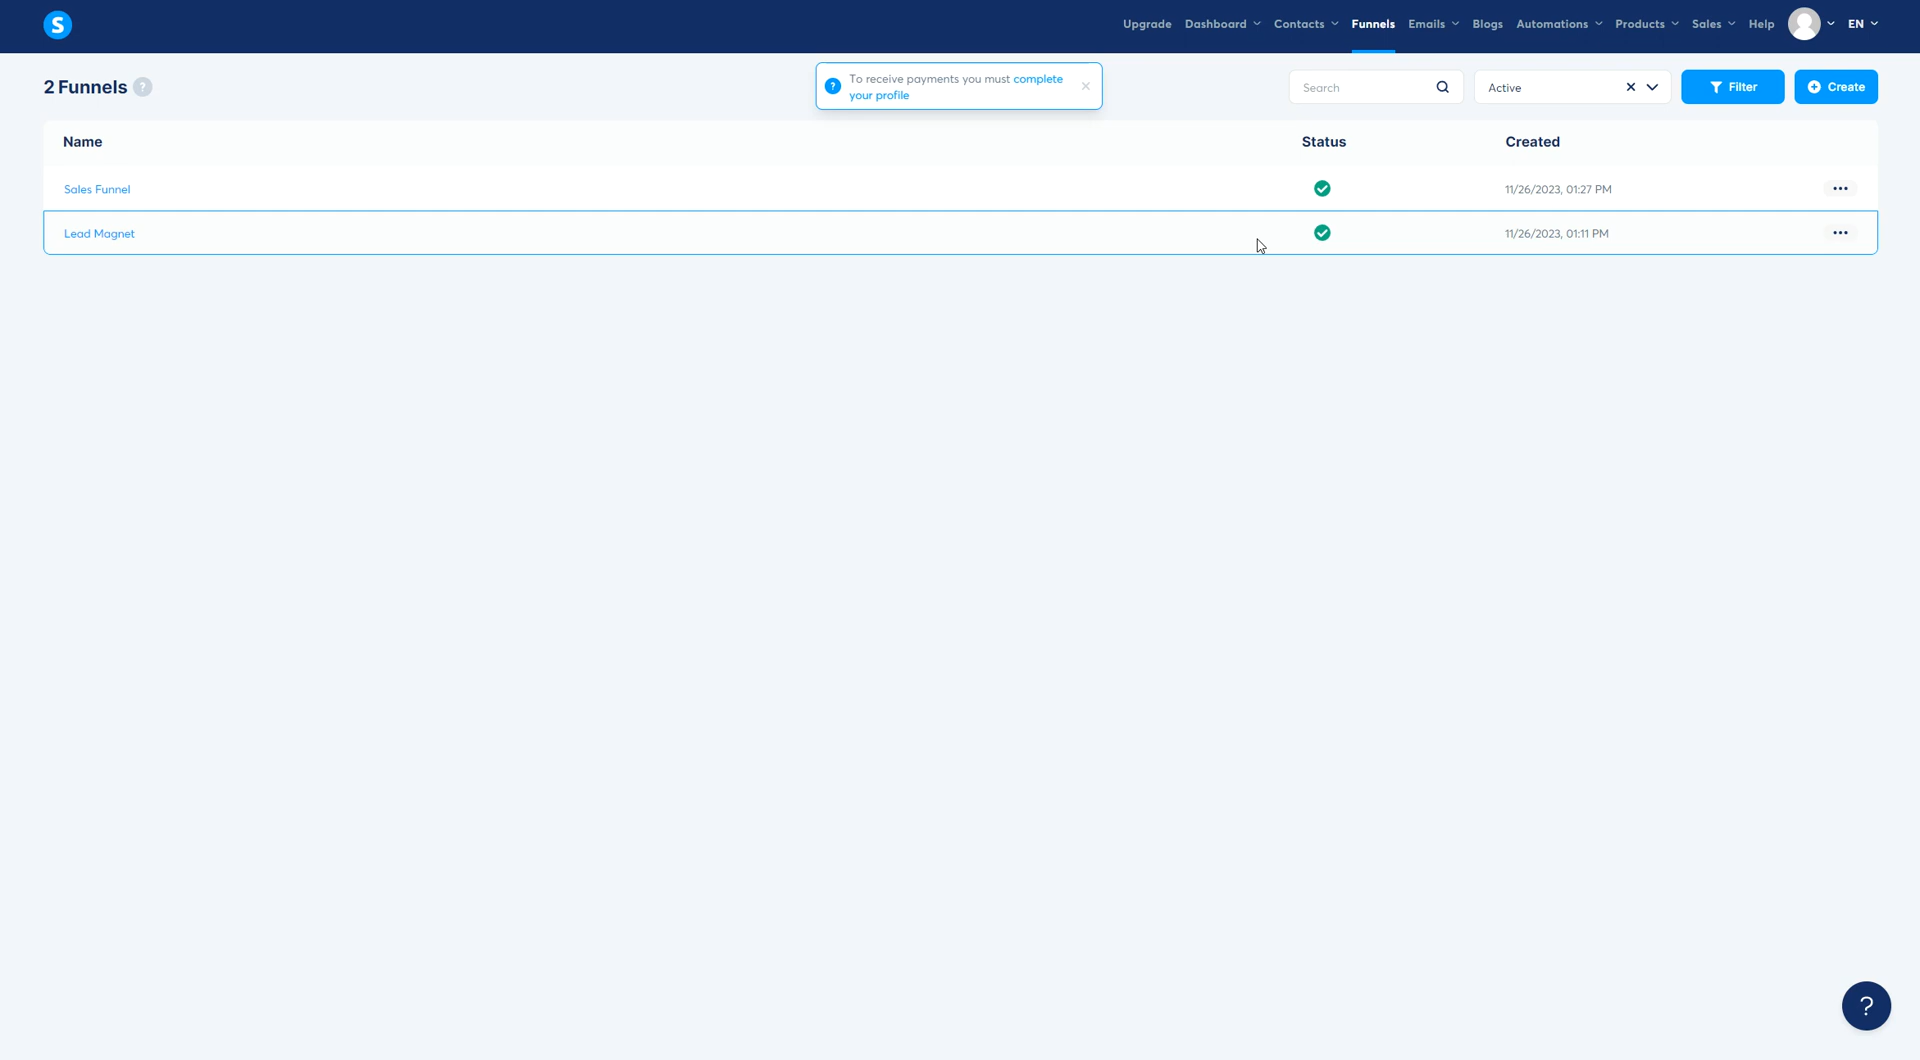 S
Upgrade Dashboard Contacts Funnels Emails Blogs Automations Products Sales Help EN
2 Funnels ?
? To receive payments you must complete
your profile
Search
Active
Filter
Create
Name Status Created
Sales Funnel 11/26/2023, 01:27 PM
Lead Magnet 11/26/2023, 01:11 PM
?